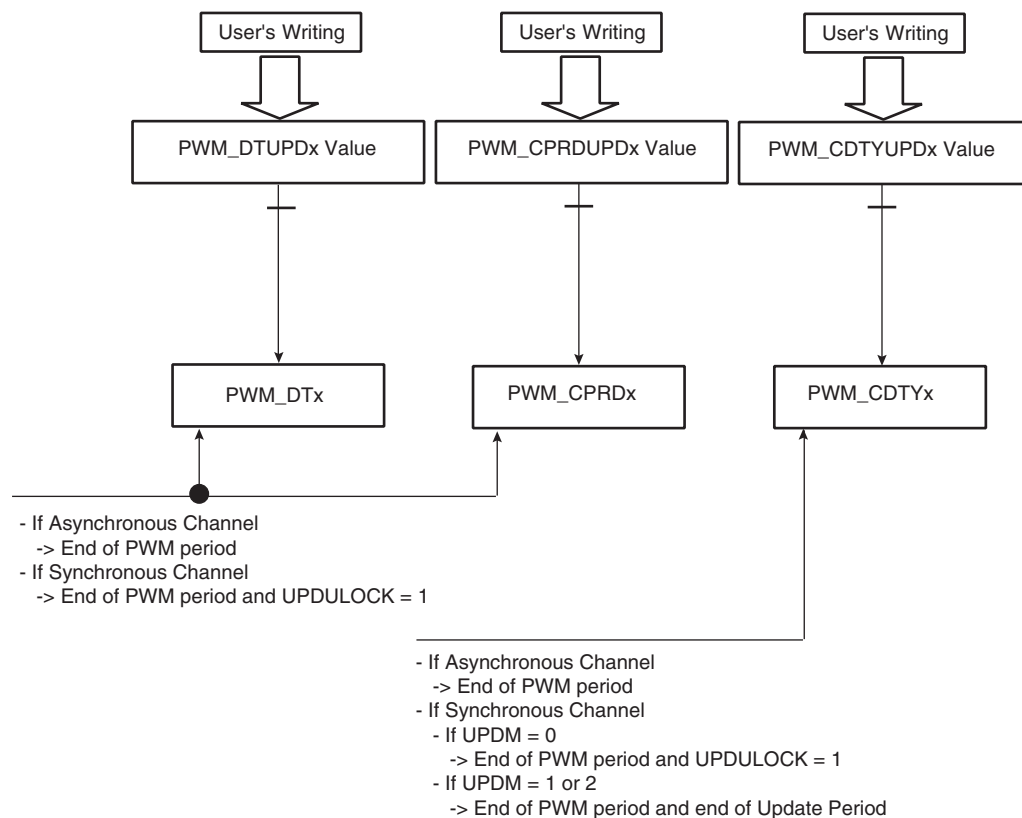 User's Writing
User's Writing
User's Writing
PWM_DTUPDx Value
PWM_CPRDUPDx Value
PWM_CDTYUPDx Value
PWM_DTx
PWM_CPRDx
PWM_CDTYx
- If Asynchronous Channel
-> End of PWM period
- If Synchronous Channel
-> End of PWM period and UPDULOCK = 1
- If Asynchronous Channel
-> End of PWM period
- If Synchronous Channel
- If UPDM = 0
-> End of PWM period and UPDULOCK = 1
- If UPDM = 1 or 2
-> End of PWM period and end of Update Period